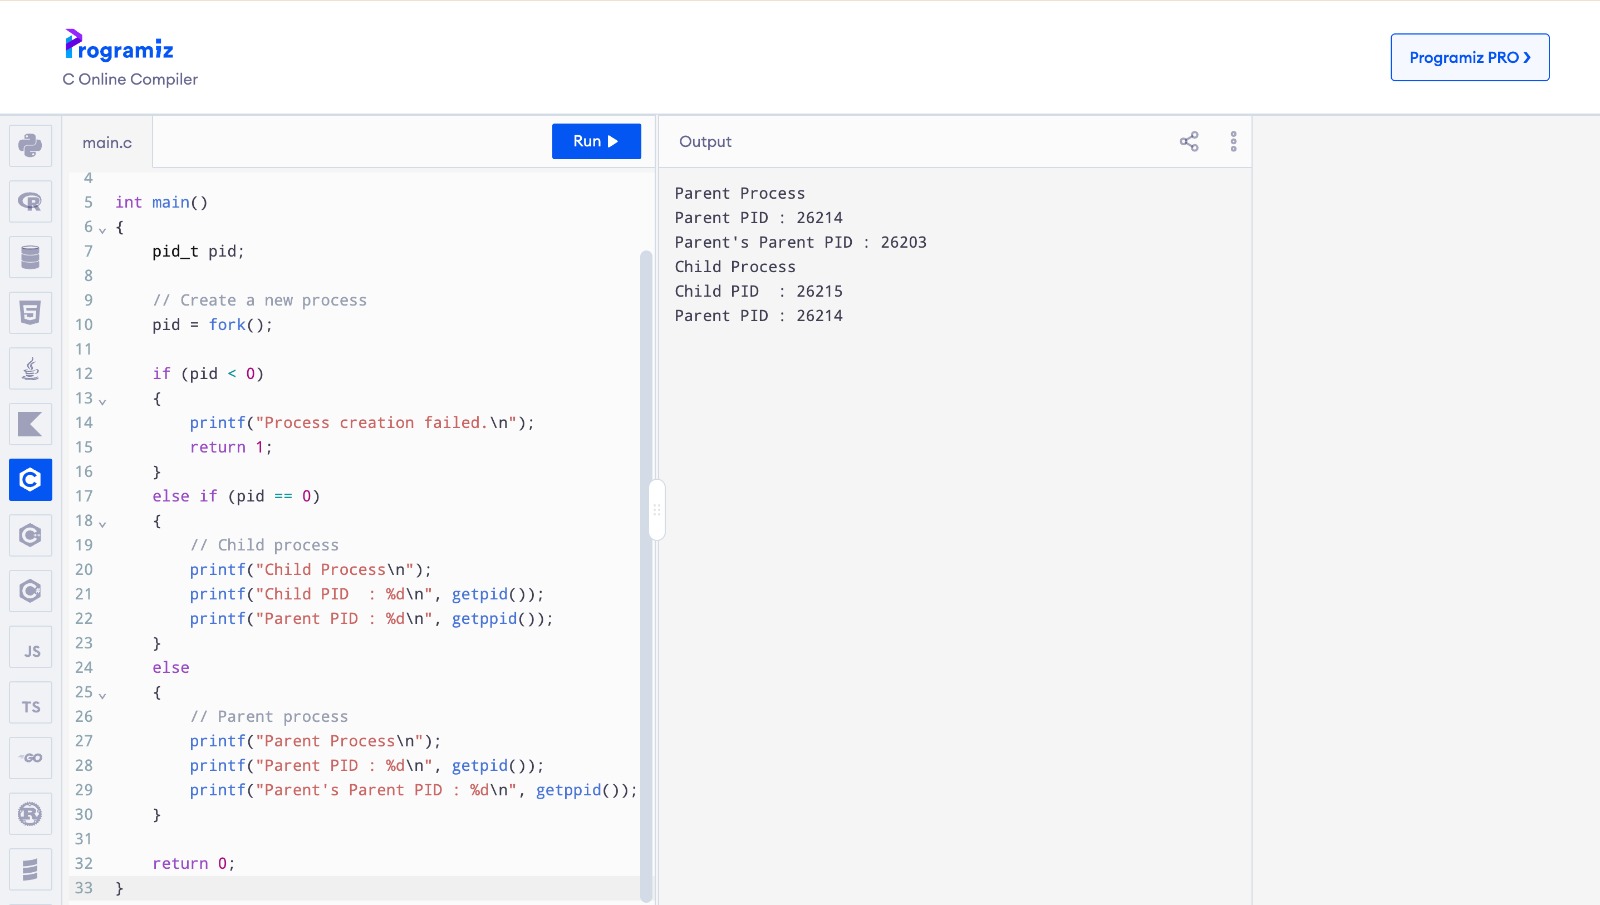 Programiz
C Online Compiler
Programiz PRO ❯
main.c
Run ▶
Output
4
5 int main()
6 {
7     pid_t pid;
8
9     // Create a new process
10     pid = fork();
11
12     if (pid < 0)
13     {
14         printf("Process creation failed.\n");
15         return 1;
16     }
17     else if (pid == 0)
18     {
19         // Child process
20         printf("Child Process\n");
21         printf("Child PID  : %d\n", getpid());
22         printf("Parent PID : %d\n", getppid());
23     }
24     else
25     {
26         // Parent process
27         printf("Parent Process\n");
28         printf("Parent PID : %d\n", getpid());
29         printf("Parent's Parent PID : %d\n", getppid());
30     }
31
32     return 0;
33 }
Parent Process
Parent PID : 26214
Parent's Parent PID : 26203
Child Process
Child PID  : 26215
Parent PID : 26214
R
5
C
C
C
JS
TS
GO
R